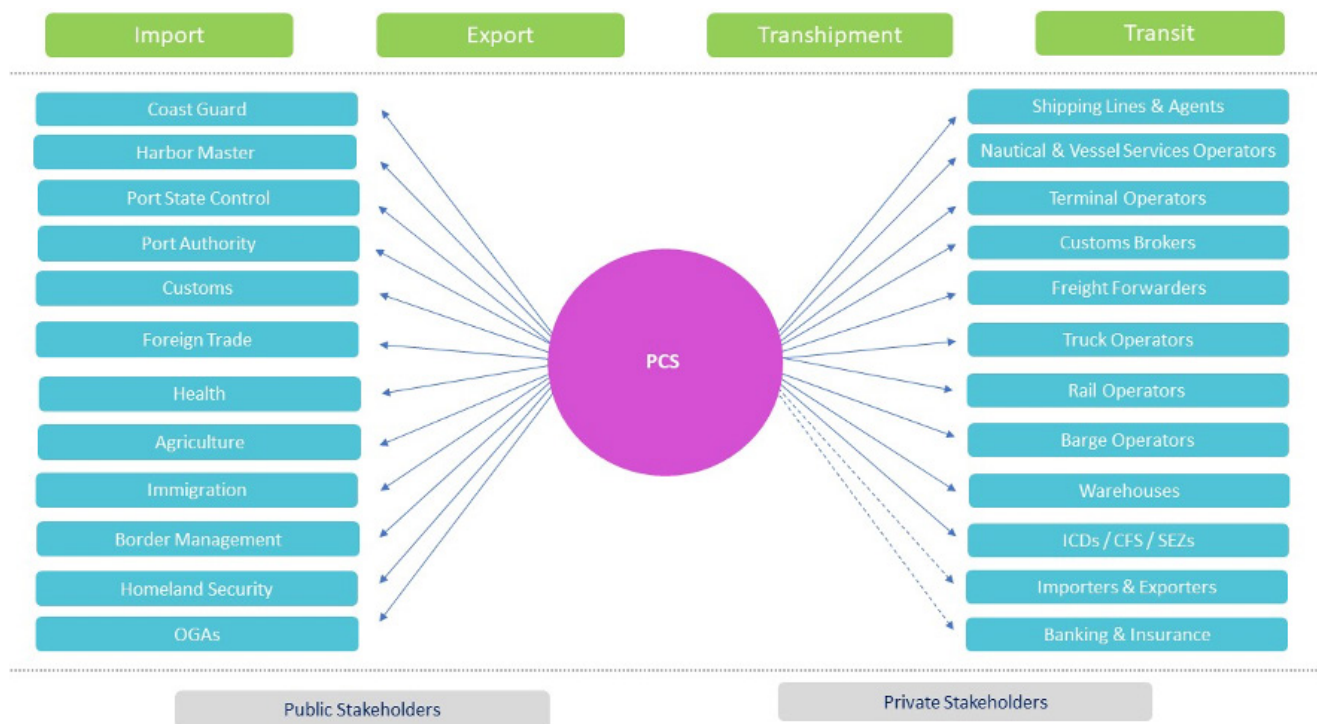 Import
Export
Transhipment
Transit
Coast Guard
Harbor Master
Port State Control
Port Authority
Customs
Foreign Trade
Health
Agriculture
Immigration
Border Management
Homeland Security
OGAs
PCS
Shipping Lines & Agents
Nautical & Vessel Services Operators
Terminal Operators
Customs Brokers
Freight Forwarders
Truck Operators
Rail Operators
Barge Operators
Warehouses
ICDs / CFS / SEZs
Importers & Exporters
Banking & Insurance
Public Stakeholders
Private Stakeholders